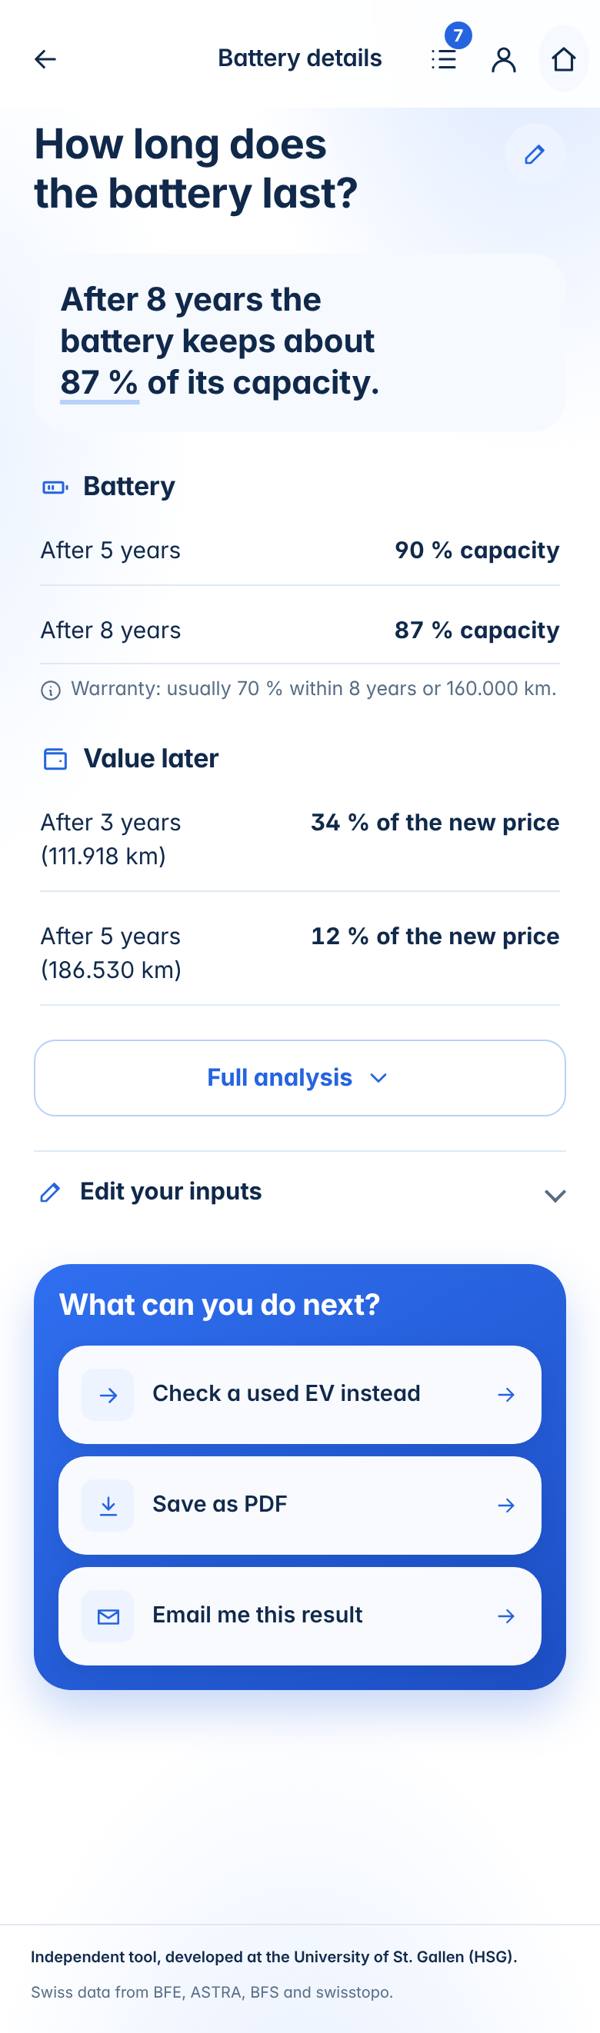 Battery details
7
How long does
the battery last?
After 8 years the
battery keeps about
87 % of its capacity.
Battery
After 5 years 90 % capacity
After 8 years 87 % capacity
Warranty: usually 70 % within 8 years or 160.000 km.
Value later
After 3 years 34 % of the new price
(111.918 km)
After 5 years 12 % of the new price
(186.530 km)
Full analysis
Edit your inputs
What can you do next?
Check a used EV instead
Save as PDF
Email me this result
Independent tool, developed at the University of St. Gallen (HSG).
Swiss data from BFE, ASTRA, BFS and swisstopo.